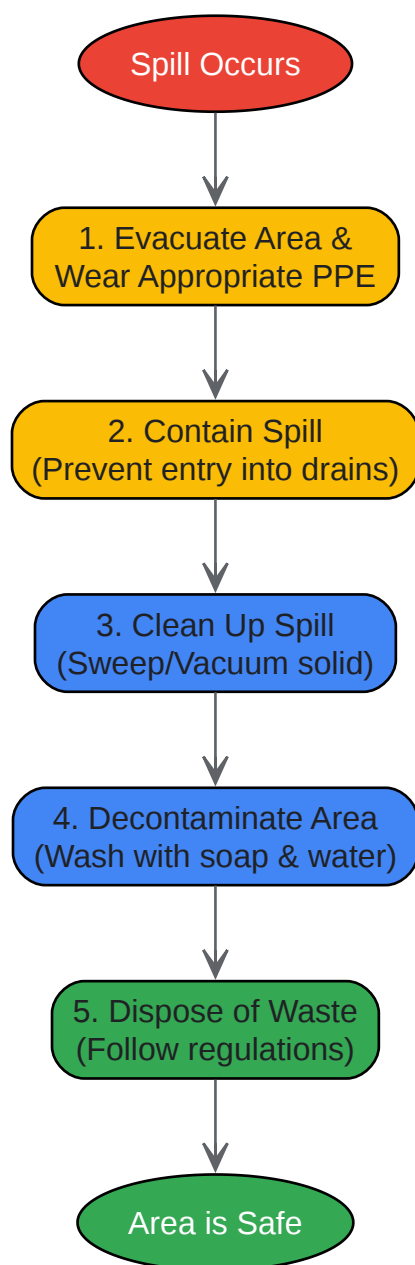 Spill Occurs
1. Evacuate Area &
Wear Appropriate PPE
2. Contain Spill
(Prevent entry into drains)
3. Clean Up Spill
(Sweep/Vacuum solid)
4. Decontaminate Area
(Wash with soap & water)
5. Dispose of Waste
(Follow regulations)
Area is Safe